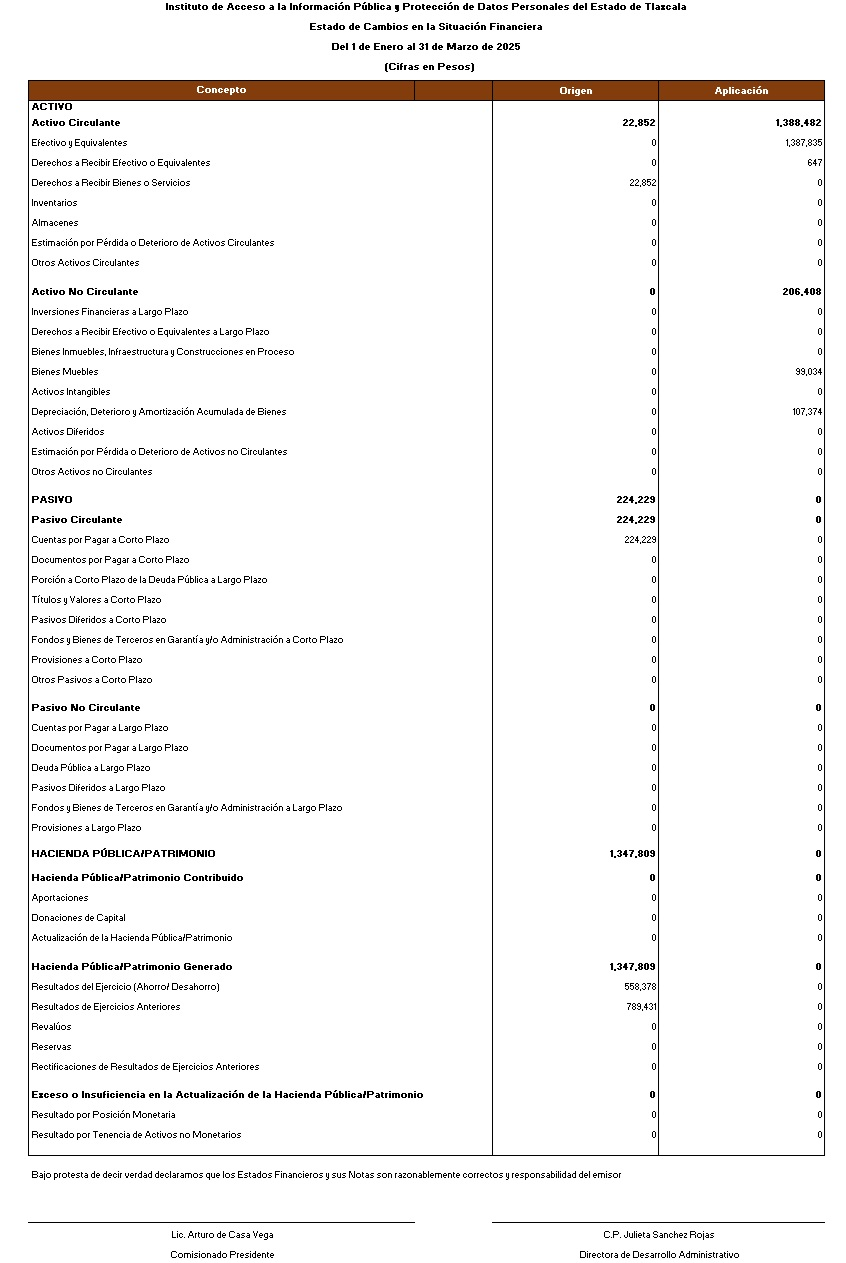 Instituto de Acceso a la Información Pública y Protección de Datos Personales del Estado de Tlaxcala
Estado de Cambios en la Situación Financiera
Del 1 de Enero al 31 de Marzo de 2025
(Cifras en Pesos)
Concepto Origen Aplicación
ACTIVO
Activo Circulante 22,852 1,388,482
Efectivo y Equivalentes 0 1,387,835
Derechos a Recibir Efectivo o Equivalentes 0 647
Derechos a Recibir Bienes o Servicios 22,852 0
Inventarios 0 0
Almacenes 0 0
Estimación por Pérdida o Deterioro de Activos Circulantes 0 0
Otros Activos Circulantes 0 0
Activo No Circulante 0 206,408
Inversiones Financieras a Largo Plazo 0 0
Derechos a Recibir Efectivo o Equivalentes a Largo Plazo 0 0
Bienes Inmuebles, Infraestructura y Construcciones en Proceso 0 0
Bienes Muebles 0 99,034
Activos Intangibles 0 0
Depreciación, Deterioro y Amortización Acumulada de Bienes 0 107,374
Activos Diferidos 0 0
Estimación por Pérdida o Deterioro de Activos no Circulantes 0 0
Otros Activos no Circulantes 0 0
PASIVO 224,229 0
Pasivo Circulante 224,229 0
Cuentas por Pagar a Corto Plazo 224,229 0
Documentos por Pagar a Corto Plazo 0 0
Porción a Corto Plazo de la Deuda Pública a Largo Plazo 0 0
Títulos y Valores a Corto Plazo 0 0
Pasivos Diferidos a Corto Plazo 0 0
Fondos y Bienes de Terceros en Garantía y/o Administración a Corto Plazo 0 0
Provisiones a Corto Plazo 0 0
Otros Pasivos a Corto Plazo 0 0
Pasivo No Circulante 0 0
Cuentas por Pagar a Largo Plazo 0 0
Documentos por Pagar a Largo Plazo 0 0
Deuda Pública a Largo Plazo 0 0
Pasivos Diferidos a Largo Plazo 0 0
Fondos y Bienes de Terceros en Garantía y/o Administración a Largo Plazo 0 0
Provisiones a Largo Plazo 0 0
HACIENDA PÚBLICA/PATRIMONIO 1,347,809 0
Hacienda Pública/Patrimonio Contribuido 0 0
Aportaciones 0 0
Donaciones de Capital 0 0
Actualización de la Hacienda Pública/Patrimonio 0 0
Hacienda Pública/Patrimonio Generado 1,347,809 0
Resultados del Ejercicio (Ahorro/ Desahorro) 558,378 0
Resultados de Ejercicios Anteriores 789,431 0
Revalúos 0 0
Reservas 0 0
Rectificaciones de Resultados de Ejercicios Anteriores 0 0
Exceso o Insuficiencia en la Actualización de la Hacienda Pública/Patrimonio 0 0
Resultado por Posición Monetaria 0 0
Resultado por Tenencia de Activos no Monetarios 0 0
Bajo protesta de decir verdad declaramos que los Estados Financieros y sus Notas son razonablemente correctos y responsabilidad del emisor
Lic. Arturo de Casa Vega C.P. Julieta Sanchez Rojas
Comisionado Presidente Directora de Desarrollo Administrativo